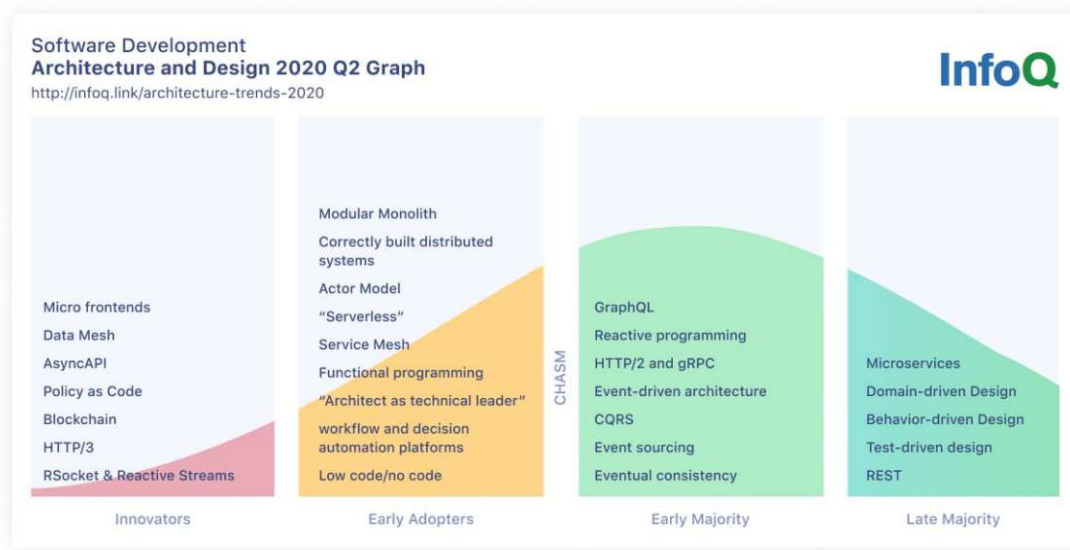 Software Development
Architecture and Design 2020 Q2 Graph
http://infoq.link/architecture-trends-2020
InfoQ
Micro frontends
Data Mesh
AsyncAPI
Policy as Code
Blockchain
HTTP/3
RSocket & Reactive Streams
Innovators
Modular Monolith
Correctly built distributed
systems
Actor Model
“Serverless”
Service Mesh
Functional programming
“Architect as technical leader”
workflow and decision
automation platforms
Low code/no code
Early Adopters
CHASM
GraphQL
Reactive programming
HTTP/2 and gRPC
Event-driven architecture
CQRS
Event sourcing
Eventual consistency
Early Majority
Microservices
Domain-driven Design
Behavior-driven Design
Test-driven design
REST
Late Majority